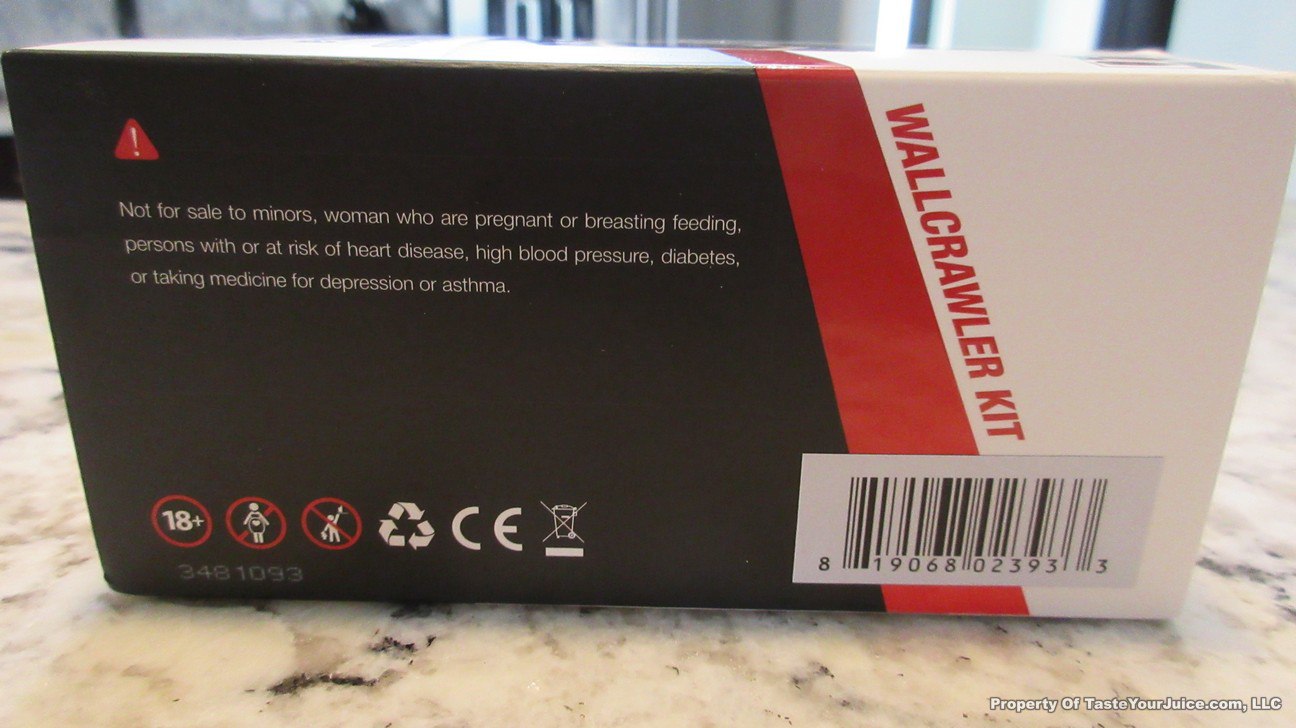 Not for sale to minors, woman who are pregnant or breasting feeding,
persons with or at risk of heart disease, high blood pressure, diabetes,
or taking medicine for depression or asthma.
WALLCRAWLER KIT
18+
CE
3481093
8 19068 02393 3
Property Of TasteYourJuice.com, LLC